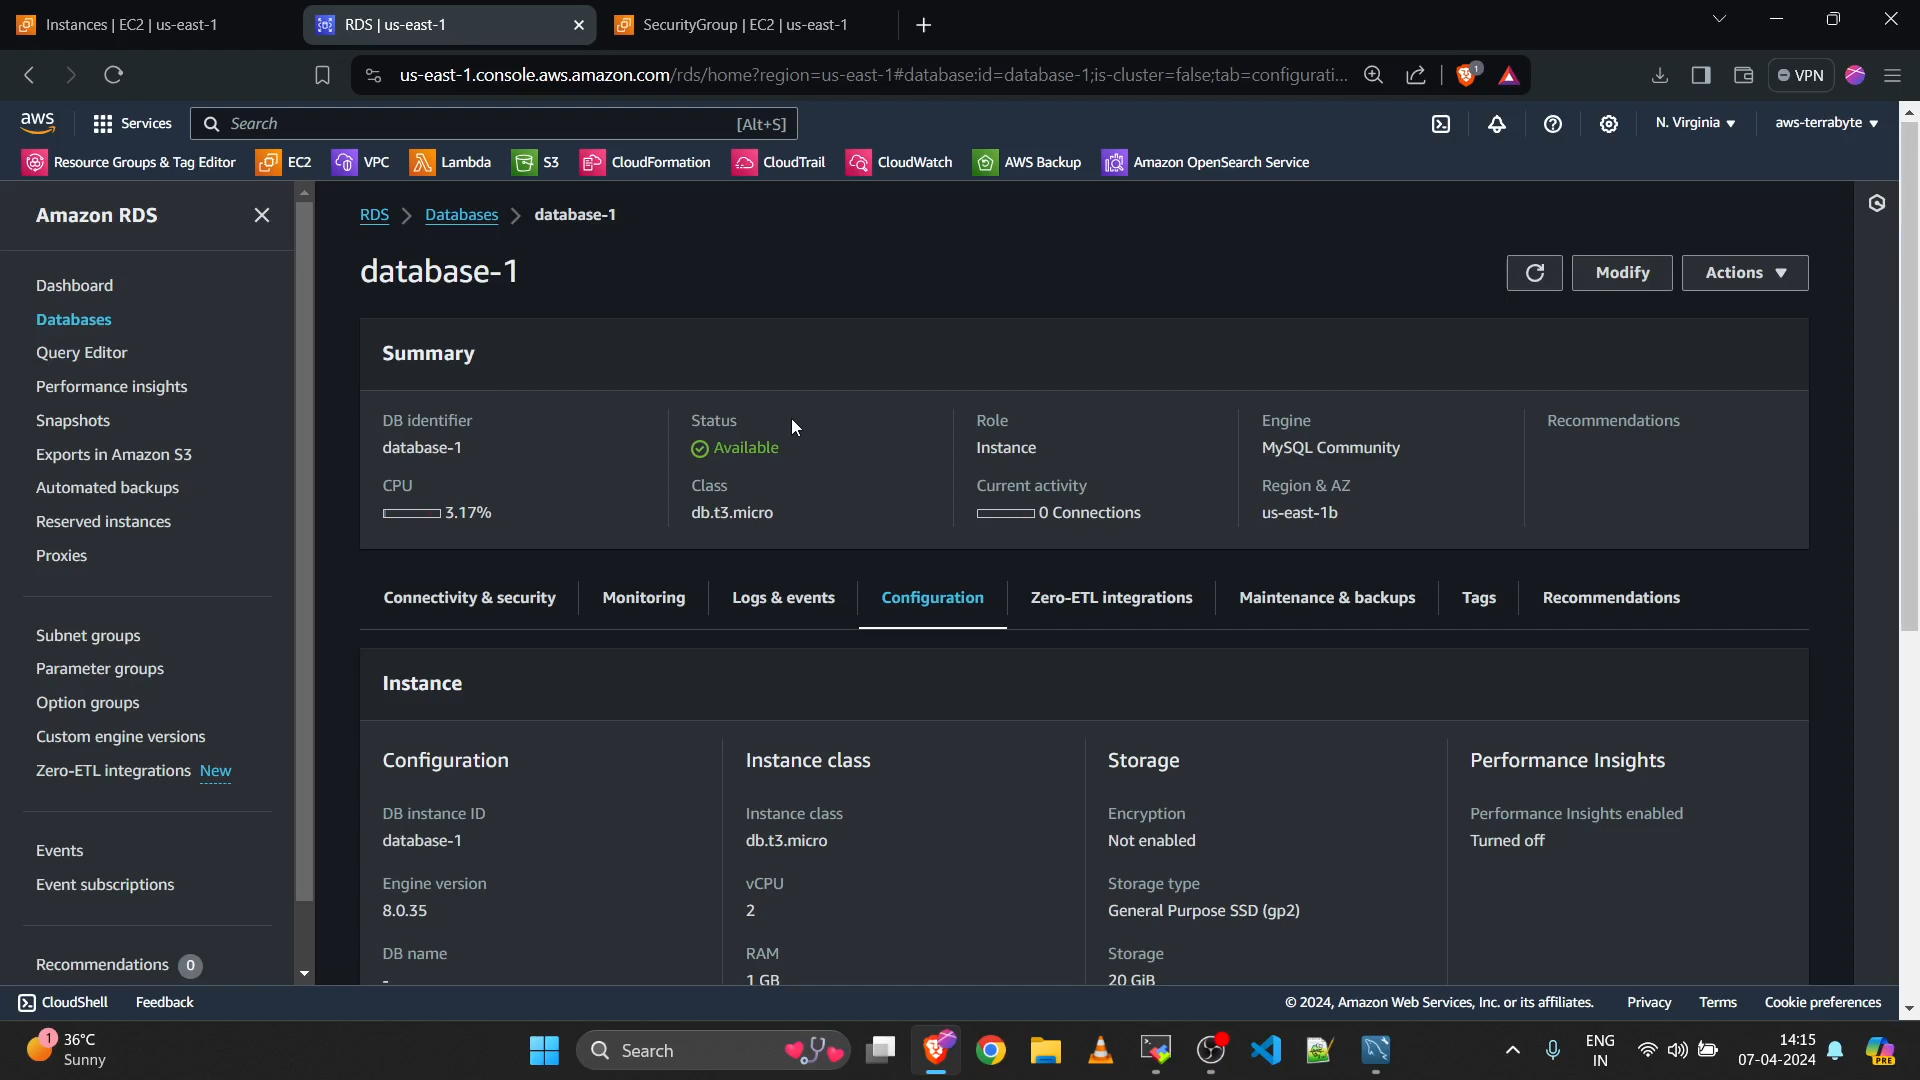 Instances | EC2 | us-east-1
RDS | us-east-1
SecurityGroup | EC2 | us-east-1
us-east-1.console.aws.amazon.com/rds/home?region=us-east-1#database:id=database-1;is-cluster=false;tab=configurati...
1
VPN
aws
Services
Search
[Alt+S]
N. Virginia
aws-terrabyte
Resource Groups & Tag Editor
EC2
VPC
Lambda
S3
CloudFormation
CloudTrail
CloudWatch
AWS Backup
Amazon OpenSearch Service
Amazon RDS
Dashboard
Databases
Query Editor
Performance insights
Snapshots
Exports in Amazon S3
Automated backups
Reserved instances
Proxies
Subnet groups
Parameter groups
Option groups
Custom engine versions
Zero-ETL integrations New
Events
Event subscriptions
Recommendations 0
RDS > Databases > database-1
database-1
Modify
Actions
Summary
DB identifier
database-1
CPU
3.17%
Status
Available
Class
db.t3.micro
Role
Instance
Current activity
0 Connections
Engine
MySQL Community
Region & AZ
us-east-1b
Recommendations
Connectivity & security
Monitoring
Logs & events
Configuration
Zero-ETL integrations
Maintenance & backups
Tags
Recommendations
Instance
Configuration
DB instance ID
database-1
Engine version
8.0.35
DB name
-
Instance class
Instance class
db.t3.micro
vCPU
2
RAM
1 GB
Storage
Encryption
Not enabled
Storage type
General Purpose SSD (gp2)
Storage
20 GiB
Performance Insights
Performance Insights enabled
Turned off
CloudShell
Feedback
© 2024, Amazon Web Services, Inc. or its affiliates.
Privacy
Terms
Cookie preferences
1
36°C
Sunny
Search
ENG
IN
14:15
07-04-2024
PRE